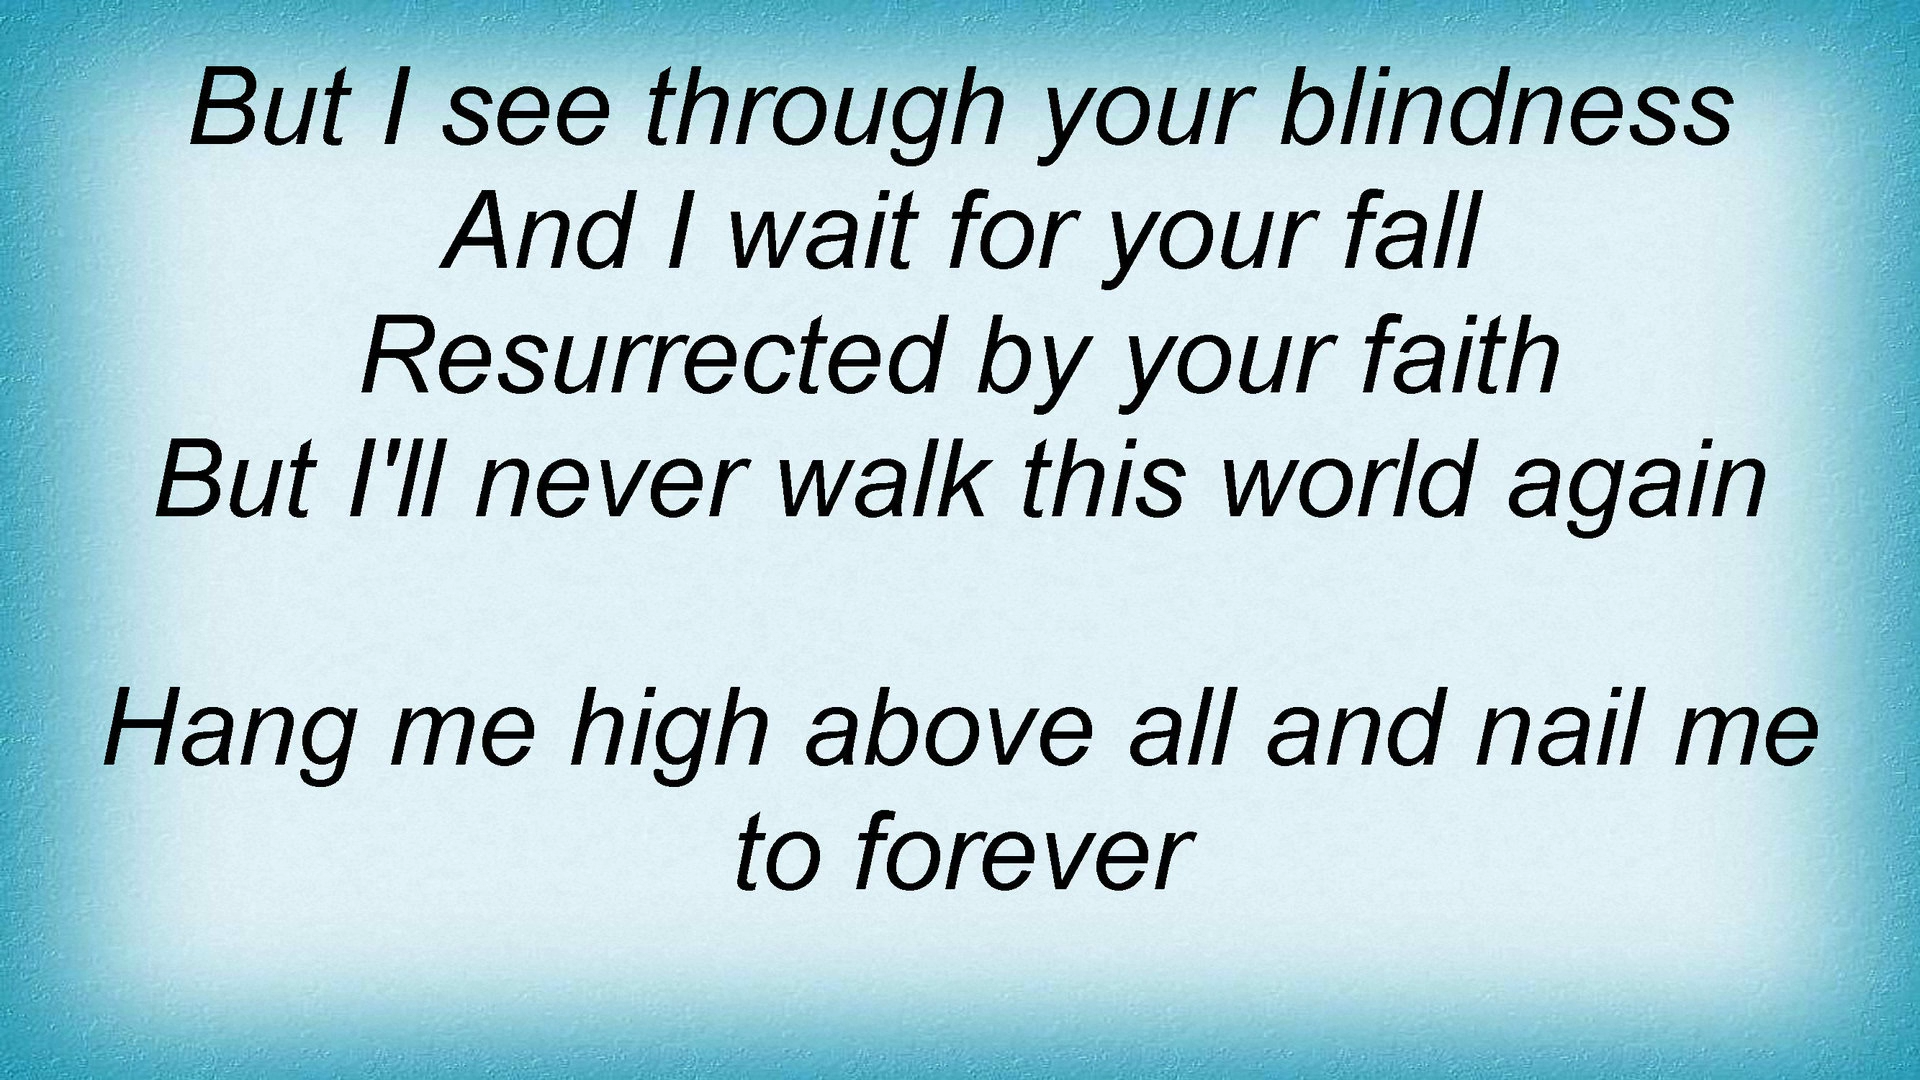 But I see through your blindness
And I wait for your fall
Resurrected by your faith
But I'll never walk this world again
Hang me high above all and nail me
to forever